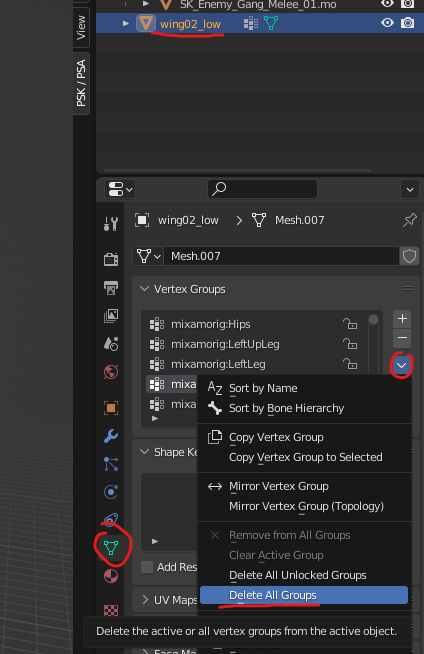 SK_Enemy_Gang_Melee_01.mo
View
wing02_low
PSK / PSA
wing02_low > Mesh.007
Mesh.007
Vertex Groups
mixamorig:Hips
mixamorig:LeftUpLeg
mixamorig:LeftLeg
mixa
mixa
Sort by Name
Sort by Bone Hierarchy
Copy Vertex Group
Copy Vertex Group to Selected
Mirror Vertex Group
Mirror Vertex Group (Topology)
Remove from All Groups
Clear Active Group
Delete All Unlocked Groups
Delete All Groups
Shape Ke
Add Res
UV Maps
Delete the active or all vertex groups from the active object.
Face Ma